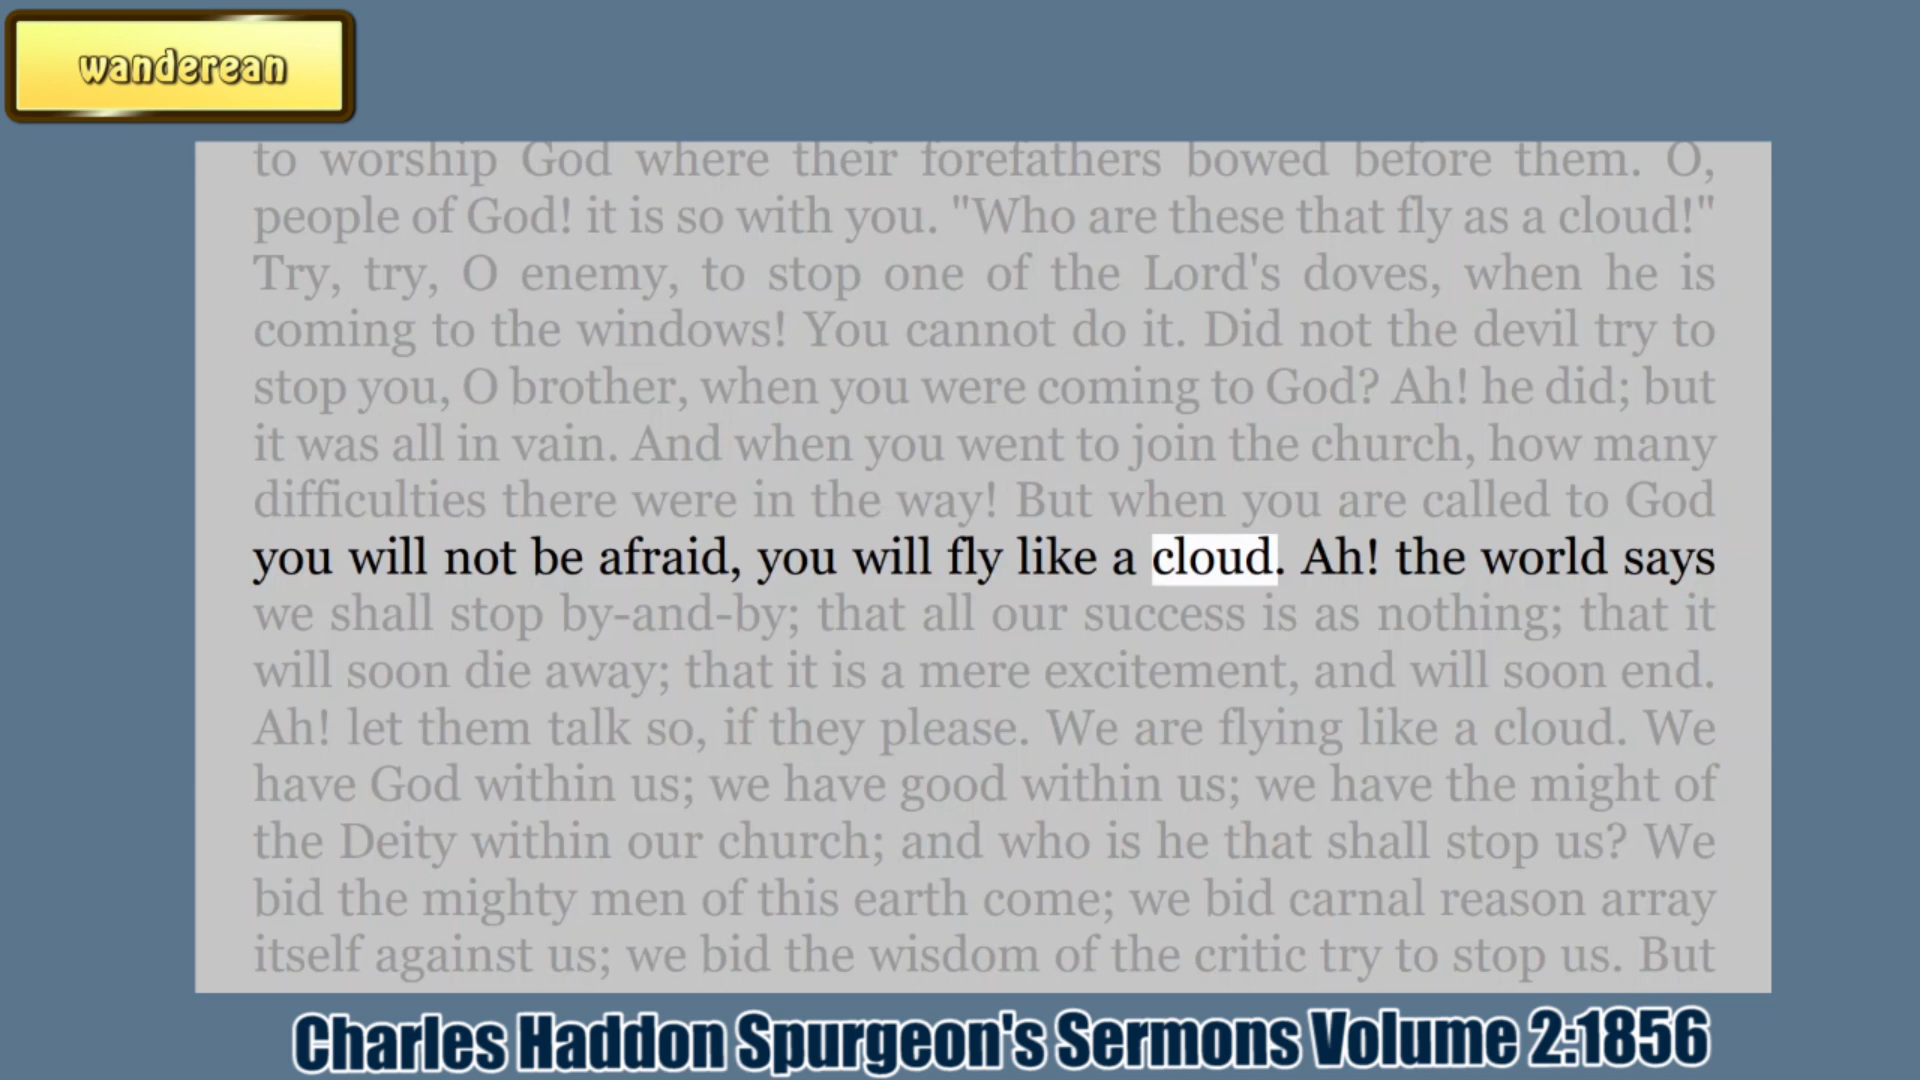 wanderean
to worship God where their forefathers bowed before them. O,
people of God! it is so with you. "Who are these that fly as a cloud!"
Try, try, O enemy, to stop one of the Lord's doves, when he is
coming to the windows! You cannot do it. Did not the devil try to
stop you, O brother, when you were coming to God? Ah! he did; but
it was all in vain. And when you went to join the church, how many
difficulties there were in the way! But when you are called to God
you will not be afraid, you will fly like a cloud. Ah! the world says
we shall stop by-and-by; that all our success is as nothing; that it
will soon die away; that it is a mere excitement, and will soon end.
Ah! let them talk so, if they please. We are flying like a cloud. We
have God within us; we have good within us; we have the might of
the Deity within our church; and who is he that shall stop us? We
bid the mighty men of this earth come; we bid carnal reason array
itself against us; we bid the wisdom of the critic try to stop us. But
Charles Haddon Spurgeon's Sermons Volume 2:1856